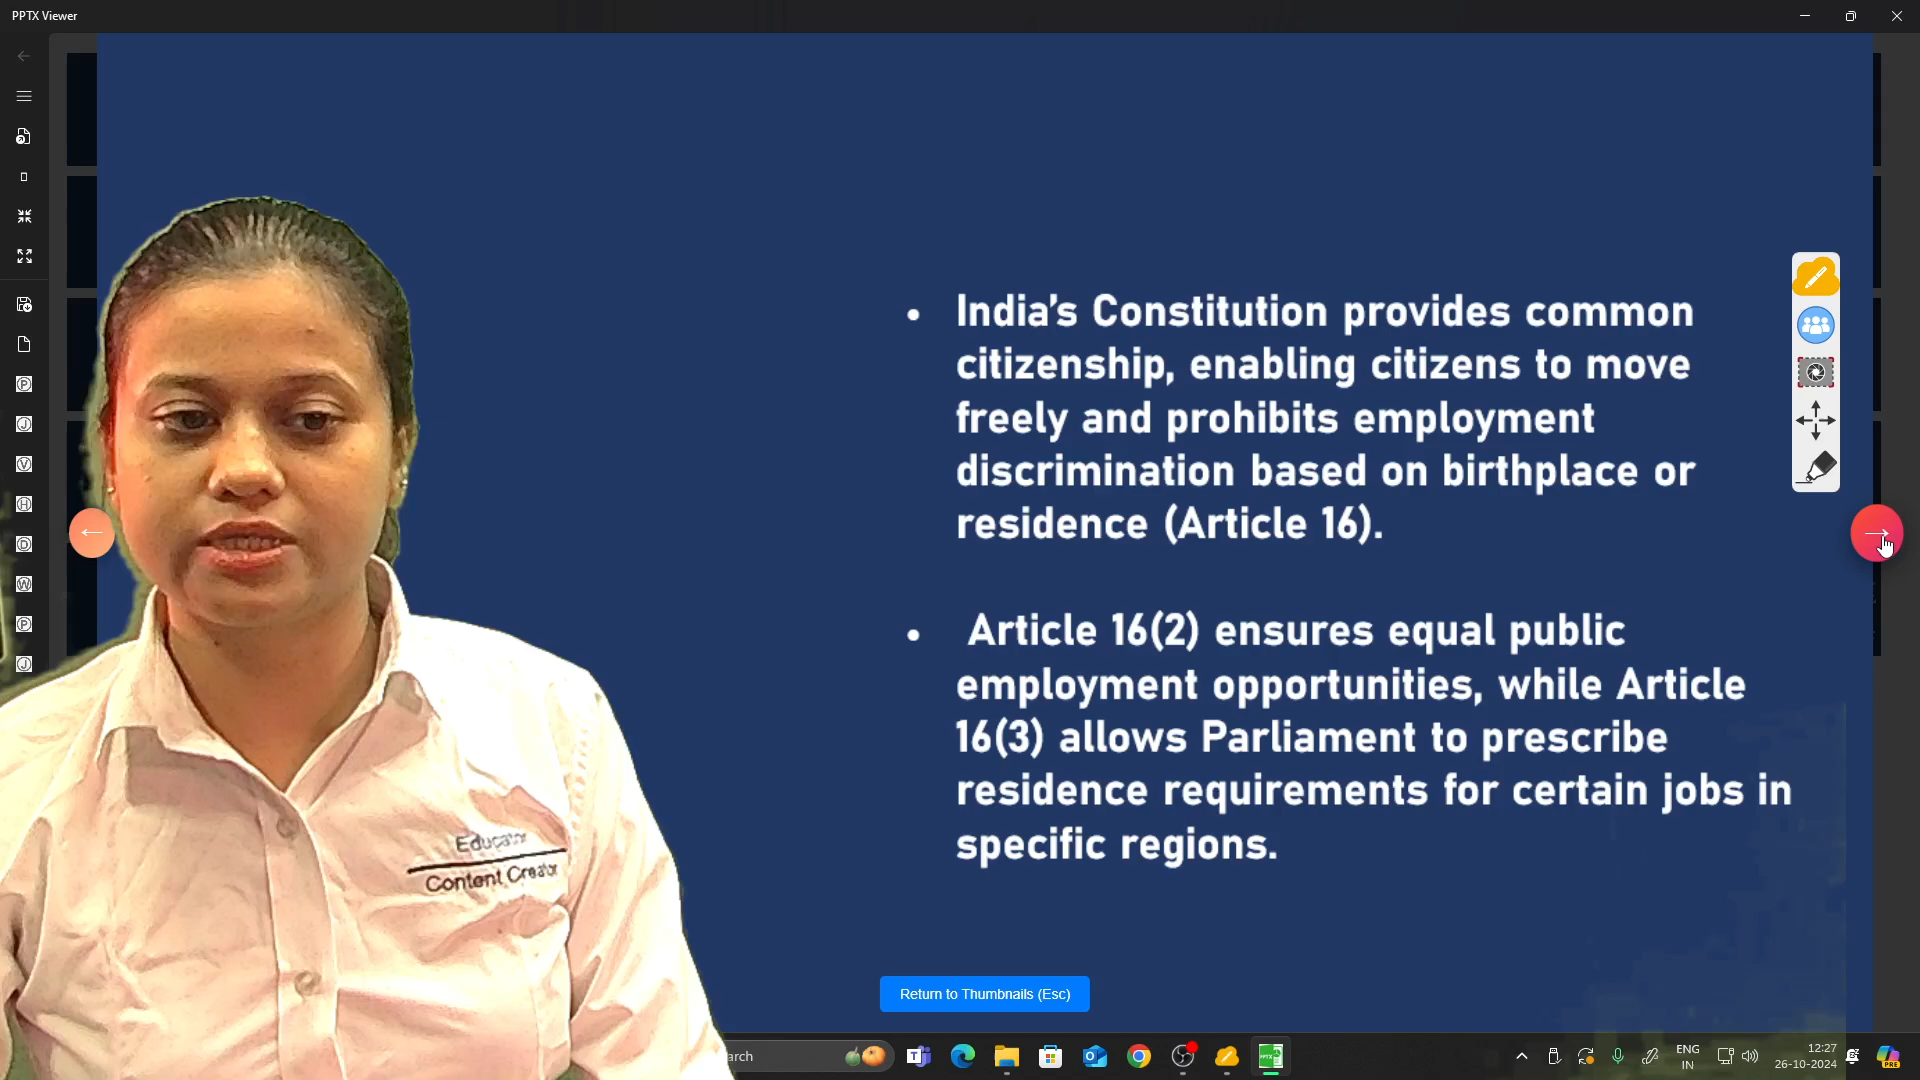 PPTX Viewer
• India’s Constitution provides common
citizenship, enabling citizens to move
freely and prohibits employment
discrimination based on birthplace or
residence (Article 16).
• Article 16(2) ensures equal public
employment opportunities, while Article
16(3) allows Parliament to prescribe
residence requirements for certain jobs in
specific regions.
Educator
Content Creator
Return to Thumbnails (Esc)
arch
ENG
IN
12:27
26-10-2024